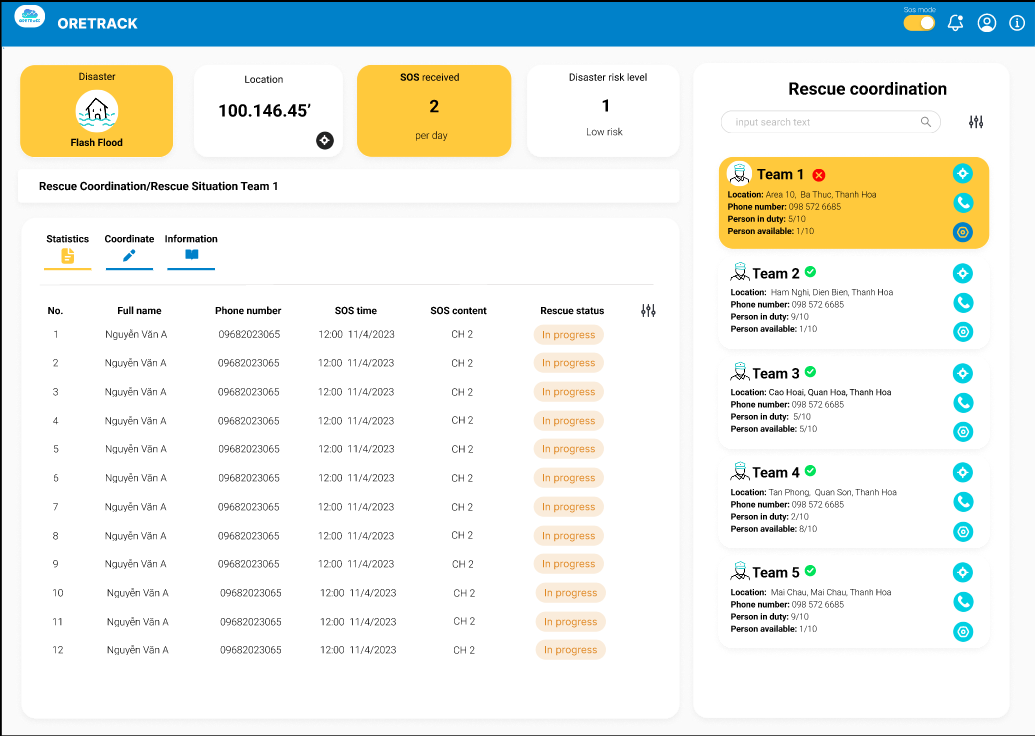 Sos mode
ORETRACK
Disaster
Flash Flood
Location
100.146.45’
SOS received
2
per day
Disaster risk level
1
Low risk
Rescue Coordination/Rescue Situation Team 1
Statistics Coordinate Information
No. Full name Phone number SOS time SOS content Rescue status
1 Nguyễn Văn A 09682023065 12:00 11/4/2023 CH 2 In progress
2 Nguyễn Văn A 09682023065 12:00 11/4/2023 CH 2 In progress
3 Nguyễn Văn A 09682023065 12:00 11/4/2023 CH 2 In progress
4 Nguyễn Văn A 09682023065 12:00 11/4/2023 CH 2 In progress
5 Nguyễn Văn A 09682023065 12:00 11/4/2023 CH 2 In progress
6 Nguyễn Văn A 09682023065 12:00 11/4/2023 CH 2 In progress
7 Nguyễn Văn A 09682023065 12:00 11/4/2023 CH 2 In progress
8 Nguyễn Văn A 09682023065 12:00 11/4/2023 CH 2 In progress
9 Nguyễn Văn A 09682023065 12:00 11/4/2023 CH 2 In progress
10 Nguyễn Văn A 09682023065 12:00 11/4/2023 CH 2 In progress
11 Nguyễn Văn A 09682023065 12:00 11/4/2023 CH 2 In progress
12 Nguyễn Văn A 09682023065 12:00 11/4/2023 CH 2 In progress
Rescue coordination
input search text
Team 1
Location: Area 10, Ba Thuc, Thanh Hoa
Phone number: 098 572 6685
Person in duty: 5/10
Person available: 1/10
Team 2
Location: Ham Nghi, Dien Bien, Thanh Hoa
Phone number: 098 572 6685
Person in duty: 9/10
Person available: 1/10
Team 3
Location: Cao Hoai, Quan Hoa, Thanh Hoa
Phone number: 098 572 6685
Person in duty: 5/10
Person available: 5/10
Team 4
Location: Tan Phong, Quan Son, Thanh Hoa
Phone number: 098 572 6685
Person in duty: 2/10
Person available: 8/10
Team 5
Location: Mai Chau, Mai Chau, Thanh Hoa
Phone number: 098 572 6685
Person in duty: 9/10
Person available: 1/10